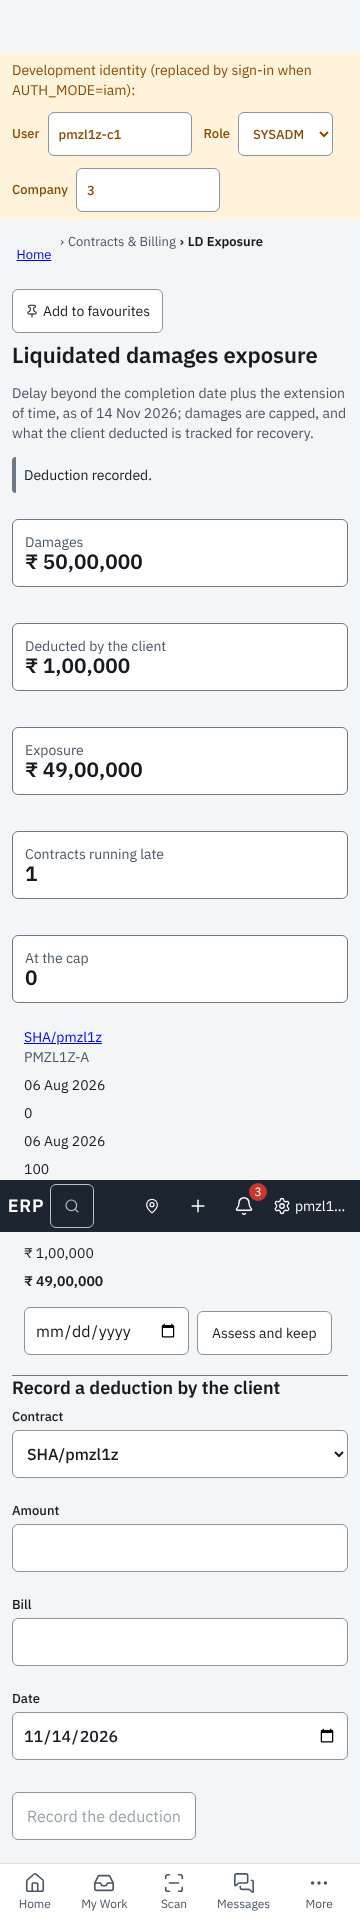 Development identity (replaced by sign-in when
AUTH_MODE=iam):
User pmzl1z-c1 Role SYSADM
Company 3
Home › Contracts & Billing › LD Exposure
Add to favourites
Liquidated damages exposure
Delay beyond the completion date plus the extension
of time, as of 14 Nov 2026; damages are capped, and
what the client deducted is tracked for recovery.
Deduction recorded.
Damages
₹ 50,00,000
Deducted by the client
₹ 1,00,000
Exposure
₹ 49,00,000
Contracts running late
1
At the cap
0
SHA/pmzl1z
PMZL1Z-A
06 Aug 2026
0
06 Aug 2026
100
ERP 3 pmzl1...
₹ 1,00,000
₹ 49,00,000
mm/dd/yyyy Assess and keep
Record a deduction by the client
Contract
SHA/pmzl1z
Amount
Bill
Date
11/14/2026
Record the deduction
Home My Work Scan Messages More